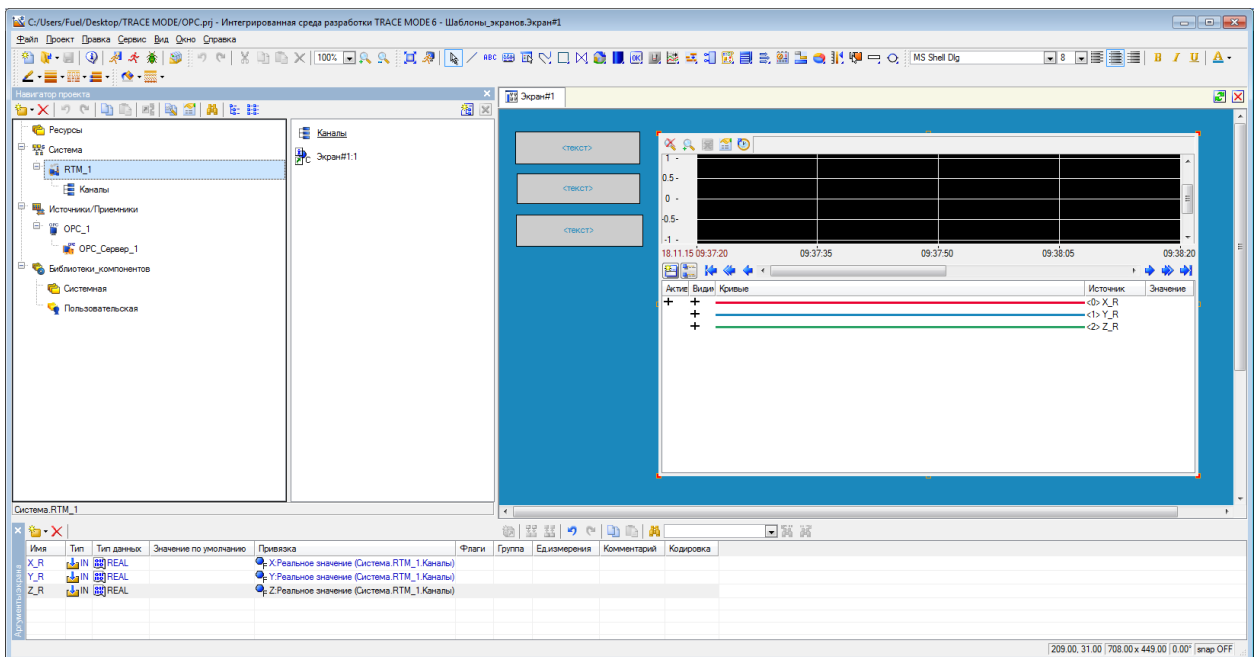 C:/Users/Fuel/Desktop/TRACE MODE/OPC.prj - Интегрированная среда разработки TRACE MODE 6 - Шаблоны_экранов.Экран#1
Файл Проект Правка Сервис Вид Окно Справка
100% ABC OK MS Shell Dlg 8 B I U A
Навигатор проекта
Экран#1
Ресурсы
Система
RTM_1
Каналы
Источники/Приемники
OPC_1
OPC_Сервер_1
Библиотеки_компонентов
Системная
Пользовательская
Каналы
Экран#1:1
<текст>
<текст>
<текст>
1
0.5
0
-0.5
-1
18.11.15 09:37:20 09:37:35 09:37:50 09:38:05 09:38:20
Актив Види Кривые Источник Значение
<0> X_R
<1> Y_R
<2> Z_R
Система.RTM_1
Имя Тип Тип данных Значение по умолчанию Привязка Флаги Группа Ед.измерения Комментарий Кодировка
X_R IN REAL X:Реальное значение (Система.RTM_1.Каналы)
Y_R IN REAL Y:Реальное значение (Система.RTM_1.Каналы)
Z_R IN REAL Z:Реальное значение (Система.RTM_1.Каналы)
Аргументы экрана
209.00, 31.00 708.00 x 449.00 0.00° snap OFF